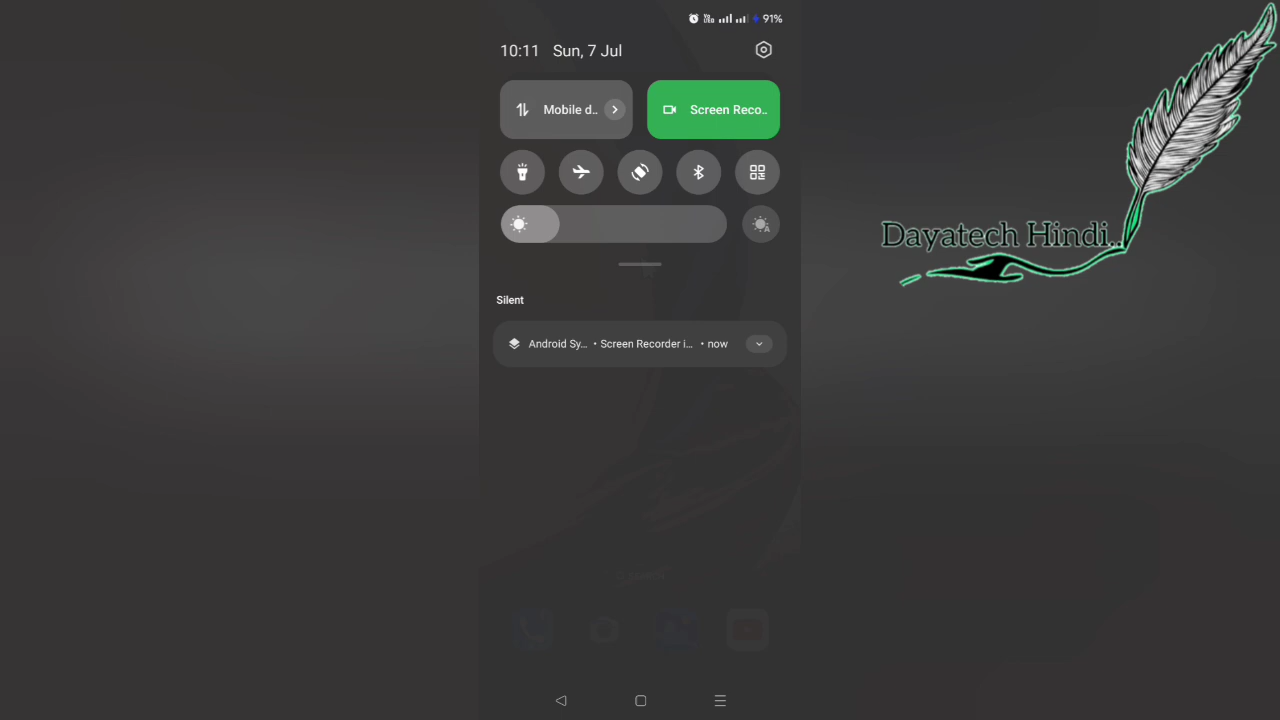 91%
10:11 Sun, 7 Jul
Mobile d..
Screen Reco..
Dayatech Hindi..
Silent
Android Sy... • Screen Recorder i... • now